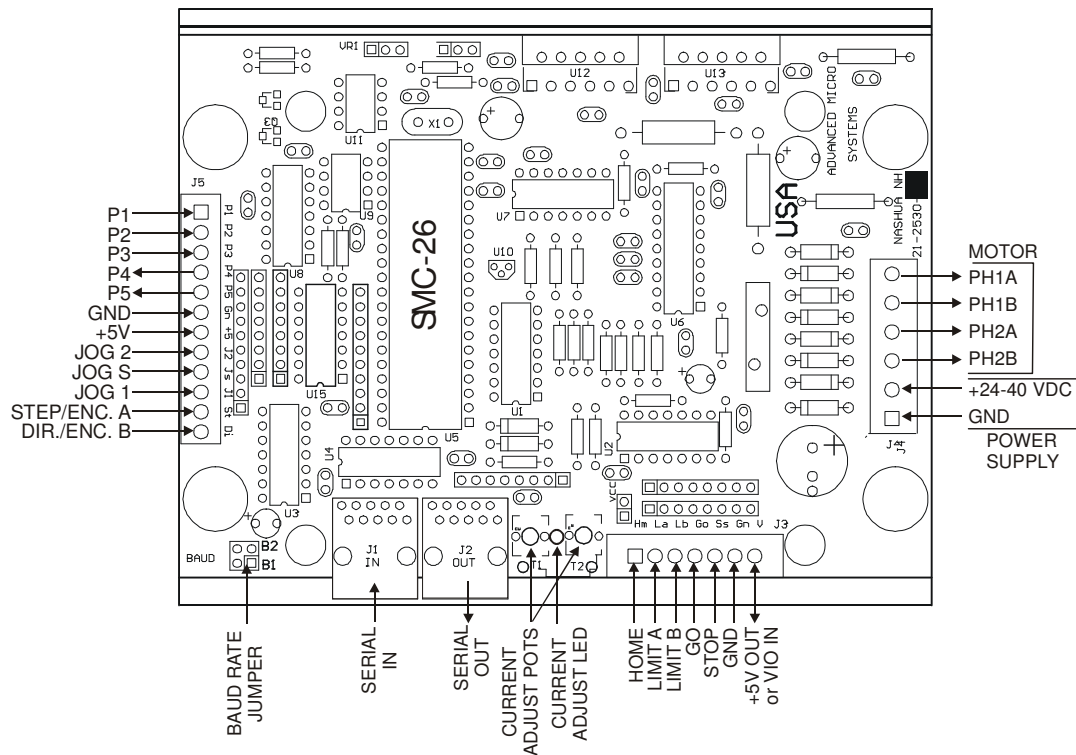 VR1
U12
U13
ADVANCED MICRO
SYSTEMS
NASHUA NH
21-2530-
USA
Q3
U11
X1
U9
U7
U8
U10
U6
SMC-26
U15
U1
U5
U4
U2
U3
VCC
J5
P1
P2
P3
P4
P5
GND
+5V
JOG 2
JOG S
JOG 1
STEP/ENC. A
DIR./ENC. B
P1
P2
P3
P4
P5
Gn
+5
J2
Js
J1
St
Di
MOTOR
PH1A
PH1B
PH2A
PH2B
+24-40 VDC
GND
POWER
SUPPLY
J4
Hm La Lb Go Ss Gn V J3
BAUD
B2
B1
J1
IN
J2
OUT
T1
T2
BAUD RATE
JUMPER
SERIAL
IN
SERIAL
OUT
CURRENT
ADJUST POTS
CURRENT
ADJUST LED
HOME
LIMIT A
LIMIT B
GO
STOP
GND
+5V OUT
or VIO IN